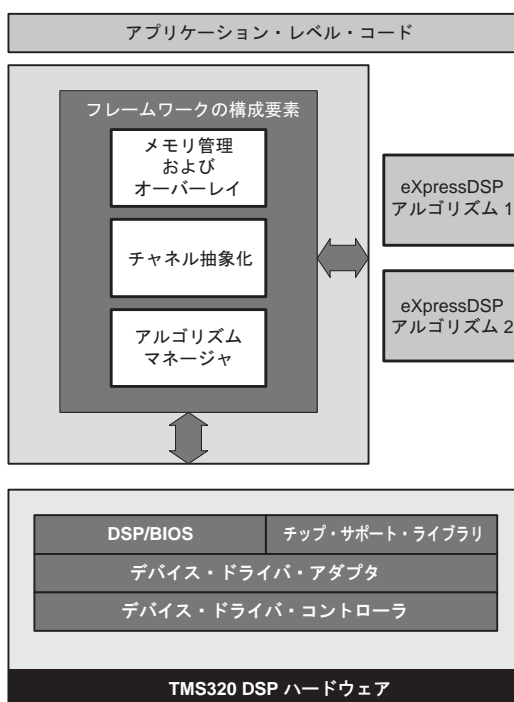 アプリケーション・レベル・コード
フレームワークの構成要素
メモリ管理
および
オーバーレイ
チャネル抽象化
アルゴリズム
マネージャ
eXpressDSP
アルゴリズム 1
eXpressDSP
アルゴリズム 2
DSP/BIOS
チップ・サポート・ライブラリ
デバイス・ドライバ・アダプタ
デバイス・ドライバ・コントローラ
TMS320 DSP ハードウェア